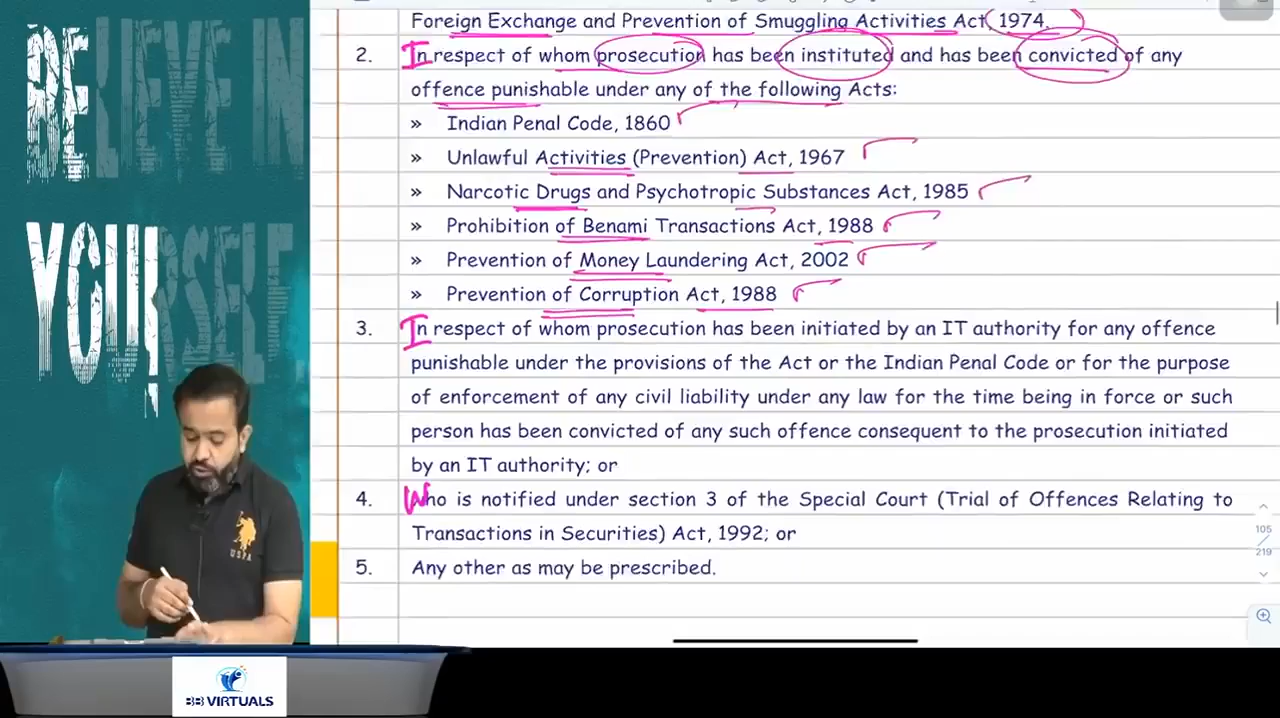 BELIEVE IN
YOURSELF
YOU!
Foreign Exchange and Prevention of Smuggling Activities Act, 1974.
2. In respect of whom prosecution has been instituted and has been convicted of any
offence punishable under any of the following Acts:
» Indian Penal Code, 1860
» Unlawful Activities (Prevention) Act, 1967
» Narcotic Drugs and Psychotropic Substances Act, 1985
» Prohibition of Benami Transactions Act, 1988
» Prevention of Money Laundering Act, 2002
» Prevention of Corruption Act, 1988
3. In respect of whom prosecution has been initiated by an IT authority for any offence
punishable under the provisions of the Act or the Indian Penal Code or for the purpose
of enforcement of any civil liability under any law for the time being in force or such
person has been convicted of any such offence consequent to the prosecution initiated
by an IT authority; or
4. Who is notified under section 3 of the Special Court (Trial of Offences Relating to
Transactions in Securities) Act, 1992; or
5. Any other as may be prescribed.
105
219
USPA
BB VIRTUALS